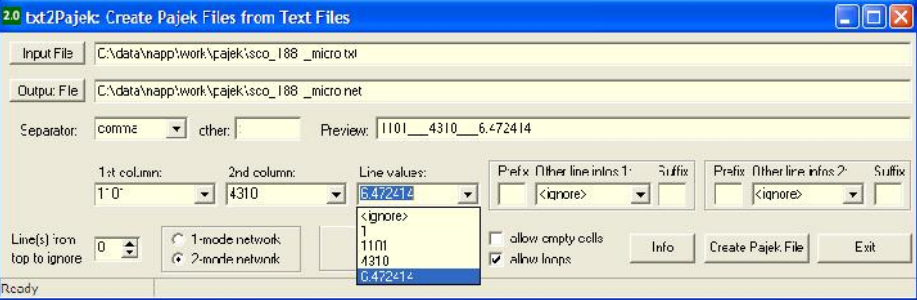 2.0 txt2Pajek: Create Pajek Files from Text Files
Input File C:\data\napp\work\pajek\sco_188 _micro txt
Output File C:\data\napp\work\pajek\sco_188 _micro net
Separator: comma other: : Preview: 1101___4310___6.472414
1st column: 2nd column: Line values: Prefix Other line infos 1: Suffix Prefix Other line infos 2: Suffix
1101 4310 6.472414 <ignore> <ignore>
<ignore>
1
1101
4310
6.472414
Line(s) from top to ignore 0
1-mode network
2-mode network
allow empty cells
allow loops
Info Create Pajek File Exit
Ready